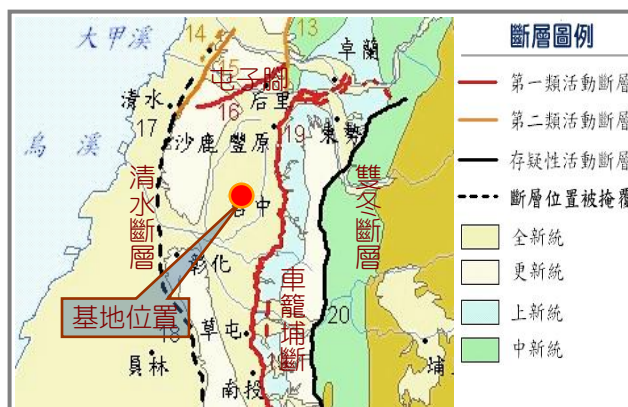 大甲溪
14
13
卓蘭
15
屯子腳
清水
16
后里
17
19
東勢
烏溪
沙鹿
豐原
清水斷層
雙冬斷層
台中
彰化
車籠埔斷
基地位置
18
草屯
20
員林
南投
埔
斷層圖例
第一類活動斷層
第二類活動斷層
存疑性活動斷層
斷層位置被掩覆
全新統
更新統
上新統
中新統